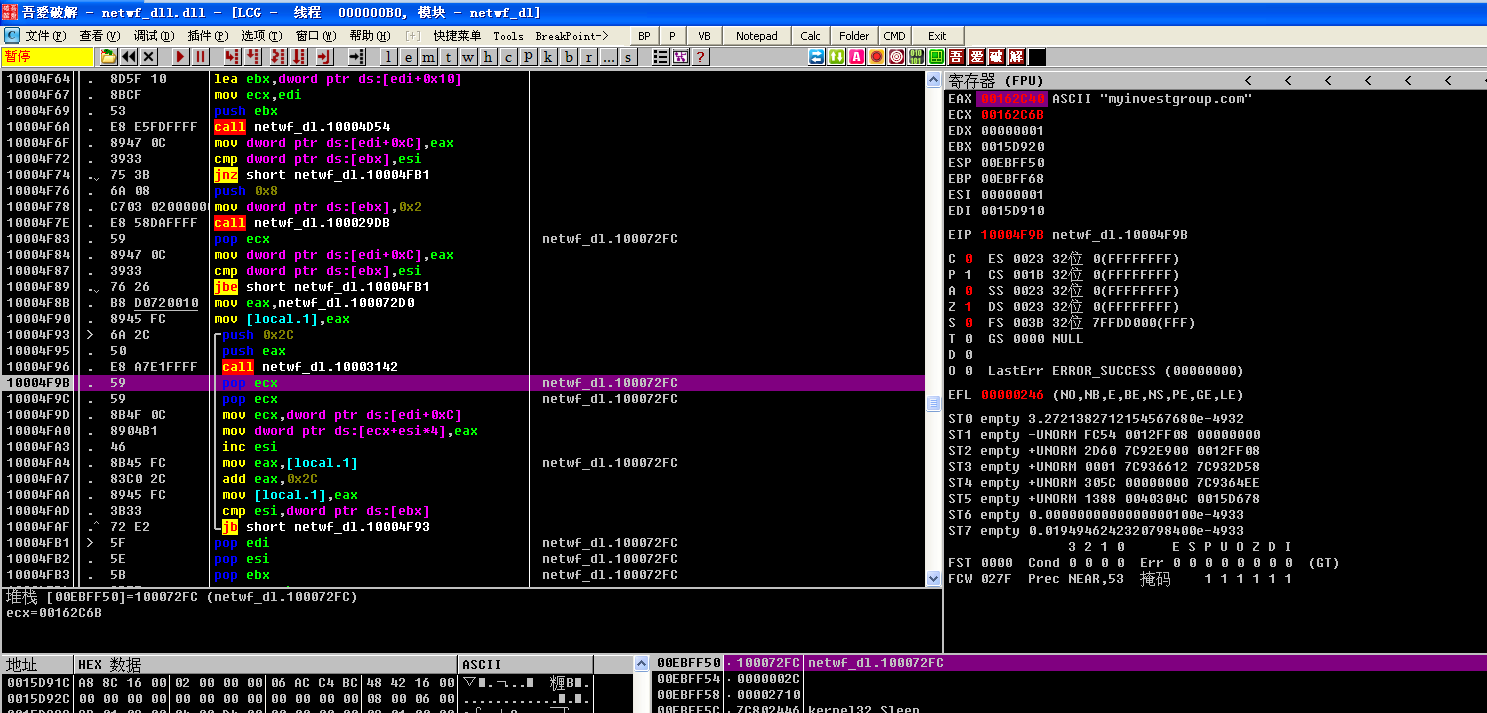 吾爱破解 - netwf_dll.dll - [LCG - 线程 000000B0, 模块 - netwf_dl]
文件(F) 查看(V) 调试(D) 插件(P) 选项(T) 窗口(W) 帮助(H) [+] 快捷菜单 Tools BreakPoint-> BP P VB Notepad Calc Folder CMD Exit
暂停 l e m t w h c p k b r ... s ? 吾 爱 破 解
10004F64 . 8D5F 10 lea ebx,dword ptr ds:[edi+0x10]
10004F67 . 8BCF mov ecx,edi
10004F69 . 53 push ebx
10004F6A . E8 E5FDFFFF call netwf_dl.10004D54
10004F6F . 8947 0C mov dword ptr ds:[edi+0xC],eax
10004F72 . 3933 cmp dword ptr ds:[ebx],esi
10004F74 . 75 3B jnz short netwf_dl.10004FB1
10004F76 . 6A 08 push 0x8
10004F78 . C703 02000000 mov dword ptr ds:[ebx],0x2
10004F7E . E8 58DAFFFF call netwf_dl.100029DB
10004F83 . 59 pop ecx netwf_dl.100072FC
10004F84 . 8947 0C mov dword ptr ds:[edi+0xC],eax
10004F87 . 3933 cmp dword ptr ds:[ebx],esi
10004F89 . 76 26 jbe short netwf_dl.10004FB1
10004F8B . B8 D0720010 mov eax,netwf_dl.100072D0
10004F90 . 8945 FC mov [local.1],eax
10004F93 > 6A 2C push 0x2C
10004F95 . 50 push eax
10004F96 . E8 A7E1FFFF call netwf_dl.10003142
10004F9B . 59 pop ecx netwf_dl.100072FC
10004F9C . 59 pop ecx netwf_dl.100072FC
10004F9D . 8B4F 0C mov ecx,dword ptr ds:[edi+0xC]
10004FA0 . 8904B1 mov dword ptr ds:[ecx+esi*4],eax
10004FA3 . 46 inc esi
10004FA4 . 8B45 FC mov eax,[local.1] netwf_dl.100072FC
10004FA7 . 83C0 2C add eax,0x2C
10004FAA . 8945 FC mov [local.1],eax
10004FAD . 3B33 cmp esi,dword ptr ds:[ebx]
10004FAF .^ 72 E2 jb short netwf_dl.10004F93
10004FB1 > 5F pop edi netwf_dl.100072FC
10004FB2 . 5E pop esi netwf_dl.100072FC
10004FB3 . 5B pop ebx netwf_dl.100072FC
堆栈 [00EBFF50]=100072FC (netwf_dl.100072FC)
ecx=00162C6B
寄存器 (FPU) < < < < < <
EAX 00162C40 ASCII "myinvestgroup.com"
ECX 00162C6B
EDX 00000001
EBX 0015D920
ESP 00EBFF50
EBP 00EBFF68
ESI 00000001
EDI 0015D910
EIP 10004F9B netwf_dl.10004F9B
C 0 ES 0023 32位 0(FFFFFFFF)
P 1 CS 001B 32位 0(FFFFFFFF)
A 0 SS 0023 32位 0(FFFFFFFF)
Z 1 DS 0023 32位 0(FFFFFFFF)
S 0 FS 003B 32位 7FFDD000(FFF)
T 0 GS 0000 NULL
D 0
O 0 LastErr ERROR_SUCCESS (00000000)
EFL 00000246 (NO,NB,E,BE,NS,PE,GE,LE)
ST0 empty 3.2721382712154567680e-4932
ST1 empty -UNORM FC54 0012FF08 00000000
ST2 empty +UNORM 2D60 7C92E900 0012FF08
ST3 empty +UNORM 0001 7C936612 7C932D58
ST4 empty +UNORM 305C 00000000 7C9364EE
ST5 empty +UNORM 1388 0040304C 0015D678
ST6 empty 0.0000000000000000100e-4933
ST7 empty 0.0194946242320798400e-4933
3 2 1 0 E S P U O Z D I
FST 0000 Cond 0 0 0 0 Err 0 0 0 0 0 0 0 0 (GT)
FCW 027F Prec NEAR,53 掩码 1 1 1 1 1 1
地址 HEX 数据 ASCII
0015D91C A8 8C 16 00 02 00 00 00 06 AC C4 BC 48 42 16 00
0015D92C 00 00 00 00 00 00 00 00 00 00 00 00 08 00 06 00
00EBFF50 100072FC netwf_dl.100072FC
00EBFF54 0000002C
00EBFF58 00002710
00EBFF5C 7C802446 kernel32.Sleep